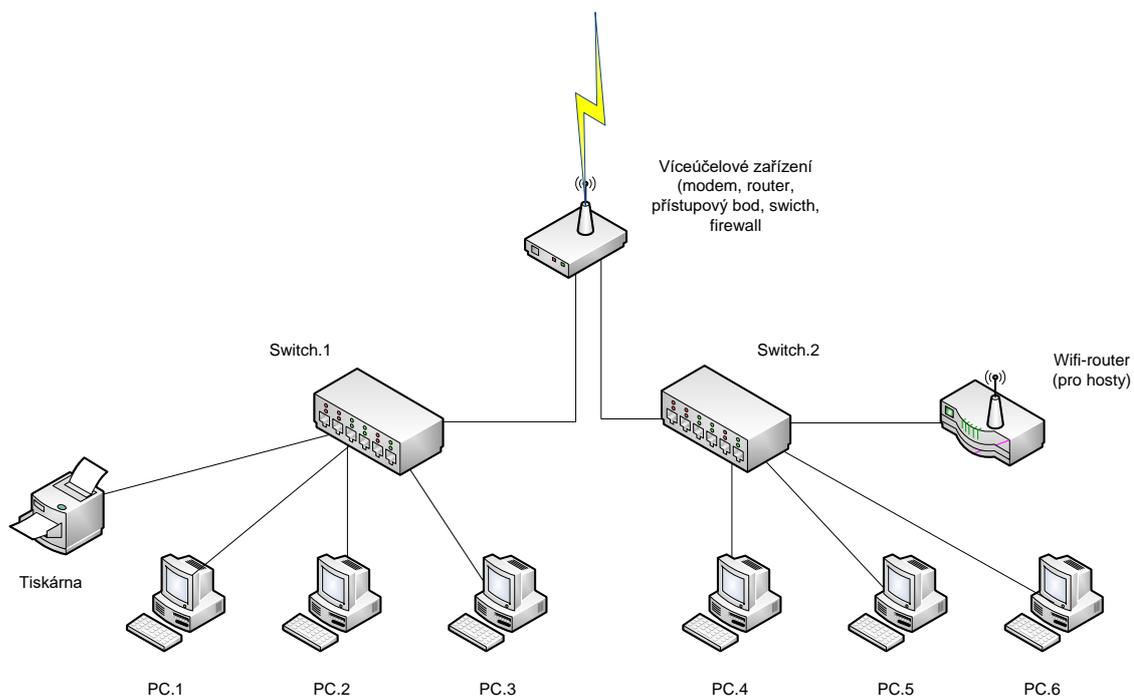 Víceúčelové zařízení
(modem, router,
přístupový bod, swicth,
firewall
Switch.1
Switch.2
Wifi-router
(pro hosty)
Tiskárna
PC.1
PC.2
PC.3
PC.4
PC.5
PC.6